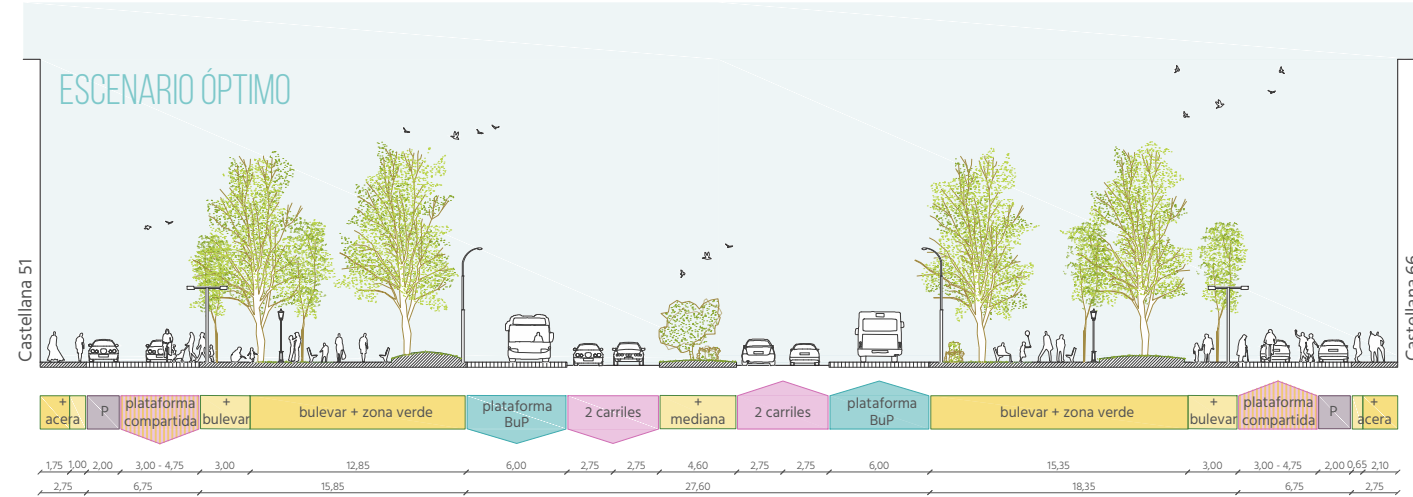 ESCENARIO ÓPTIMO
Castellana 51
Castellana 66
+
acera
P
plataforma
compartida
+
bulevar
bulevar + zona verde
plataforma
BuP
2 carriles
+
mediana
2 carriles
plataforma
BuP
bulevar + zona verde
+
bulevar
plataforma
compartida
P
+
acera
1,75 1,00 2,00 3,00 - 4,75 3,00 12,85 6,00 2,75 2,75 4,60 2,75 2,75 6,00 15,35 3,00 3,00 - 4,75 2,00 0,65 2,10
2,75 6,75 15,85 27,60 18,35 6,75 2,75